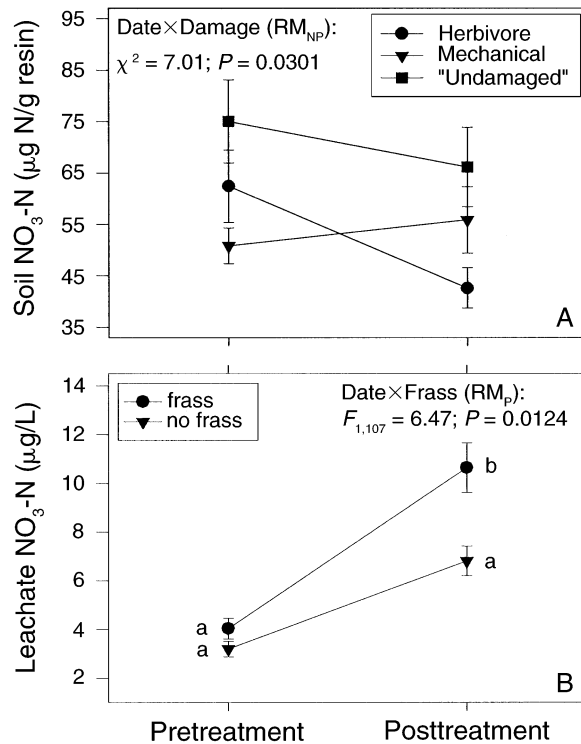 Date×Damage (RM_NP):
χ² = 7.01; P = 0.0301
Herbivore
Mechanical
"Undamaged"
95
85
75
65
55
45
35
Soil NO₃-N (μg N/g resin)
A
frass
no frass
Date×Frass (RM_P):
F₁,₁₀₇ = 6.47; P = 0.0124
14
12
10
8
6
4
2
Leachate NO₃-N (μg/L)
b
a
a
a
B
Pretreatment
Posttreatment